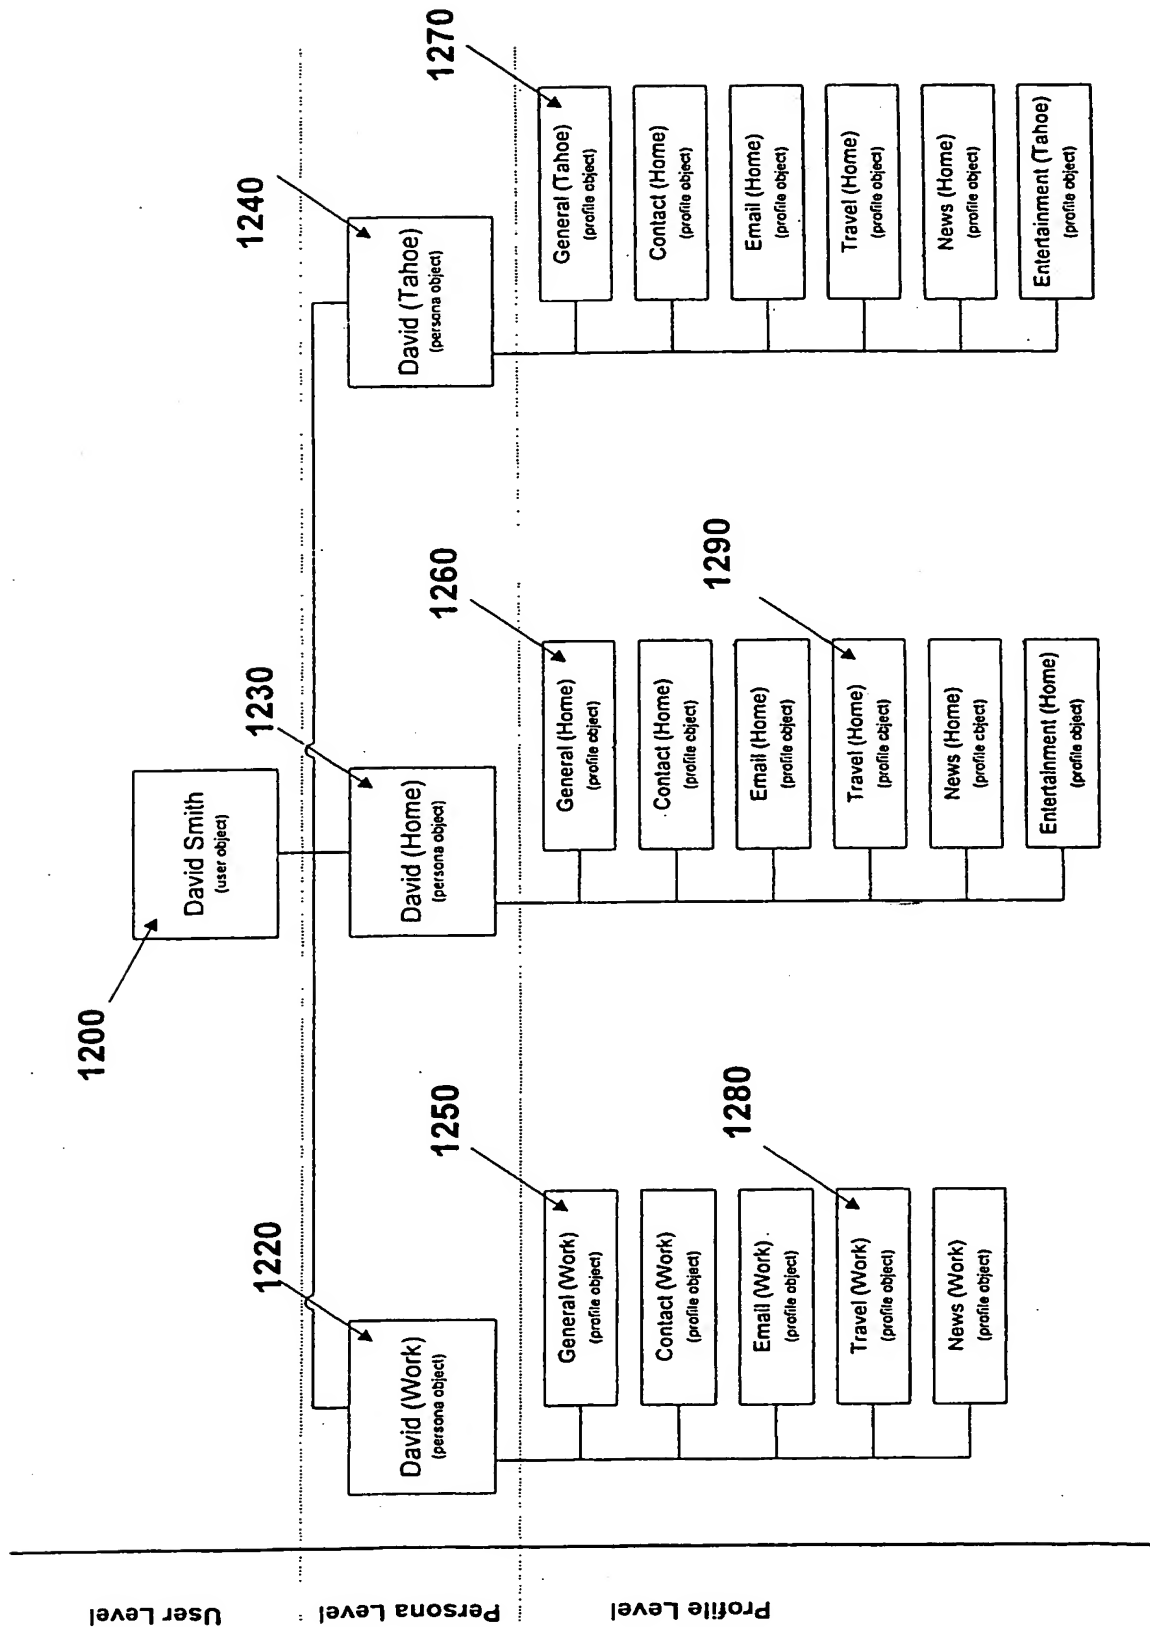 User Level
Persona Level
Profile Level
1200
David Smith
(user object)
1220
David (Work)
(persona object)
1230
David (Home)
(persona object)
1240
David (Tahoe)
(persona object)
1250
General (Work)
(profile object)
Contact (Work)
(profile object)
Email (Work)
(profile object)
1280
Travel (Work)
(profile object)
News (Work)
(profile object)
1260
General (Home)
(profile object)
Contact (Home)
(profile object)
Email (Home)
(profile object)
1290
Travel (Home)
(profile object)
News (Home)
(profile object)
Entertainment (Home)
(profile object)
1270
General (Tahoe)
(profile object)
Contact (Home)
(profile object)
Email (Home)
(profile object)
Travel (Home)
(profile object)
News (Home)
(profile object)
Entertainment (Tahoe)
(profile object)